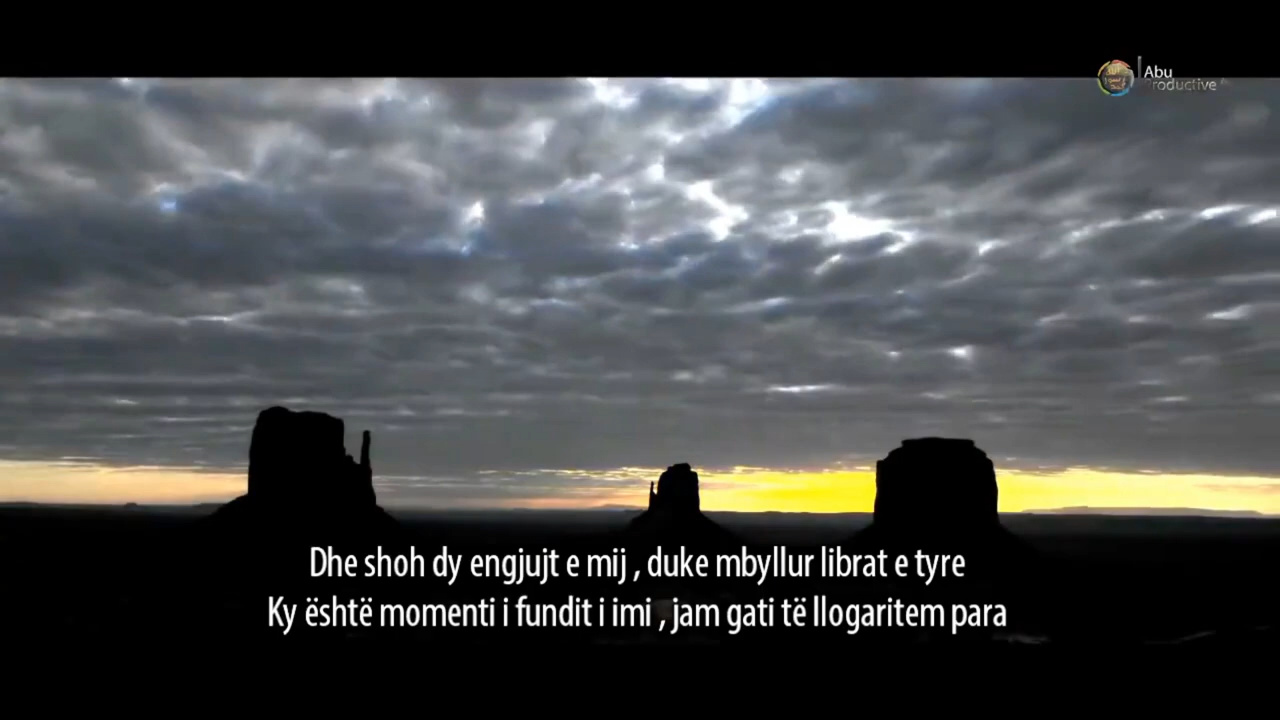 Abu
Productive
Dhe shoh dy engjujt e mij , duke mbyllur librat e tyre
Ky është momenti i fundit i imi , jam gati të llogaritem para